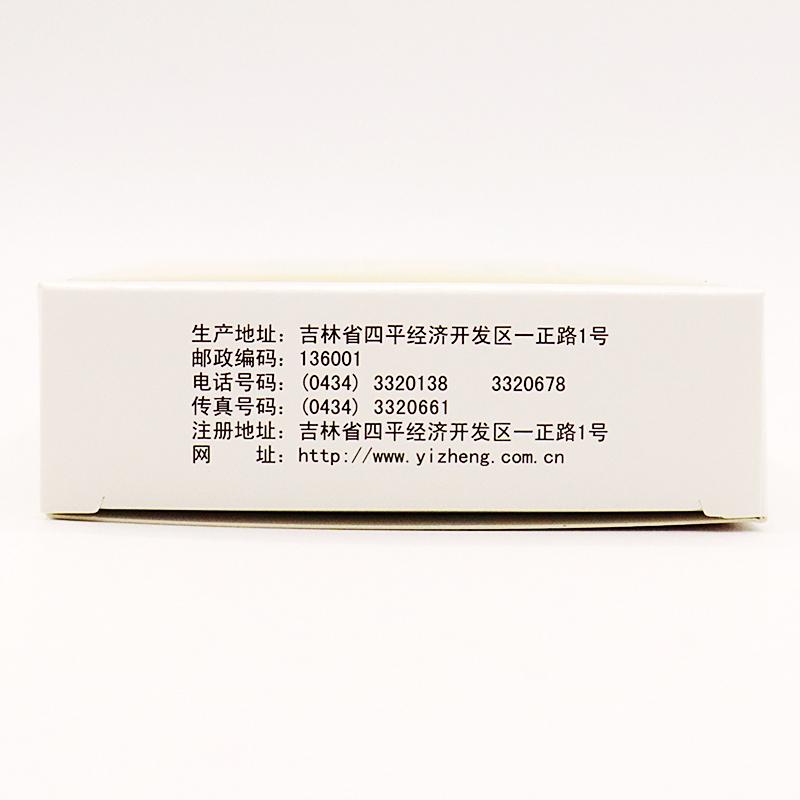 生产地址：吉林省四平经济开发区一正路1号
邮政编码：136001
电话号码：(0434) 3320138 3320678
传真号码：(0434) 3320661
注册地址：吉林省四平经济开发区一正路1号
网 址：http://www.yizheng.com.cn